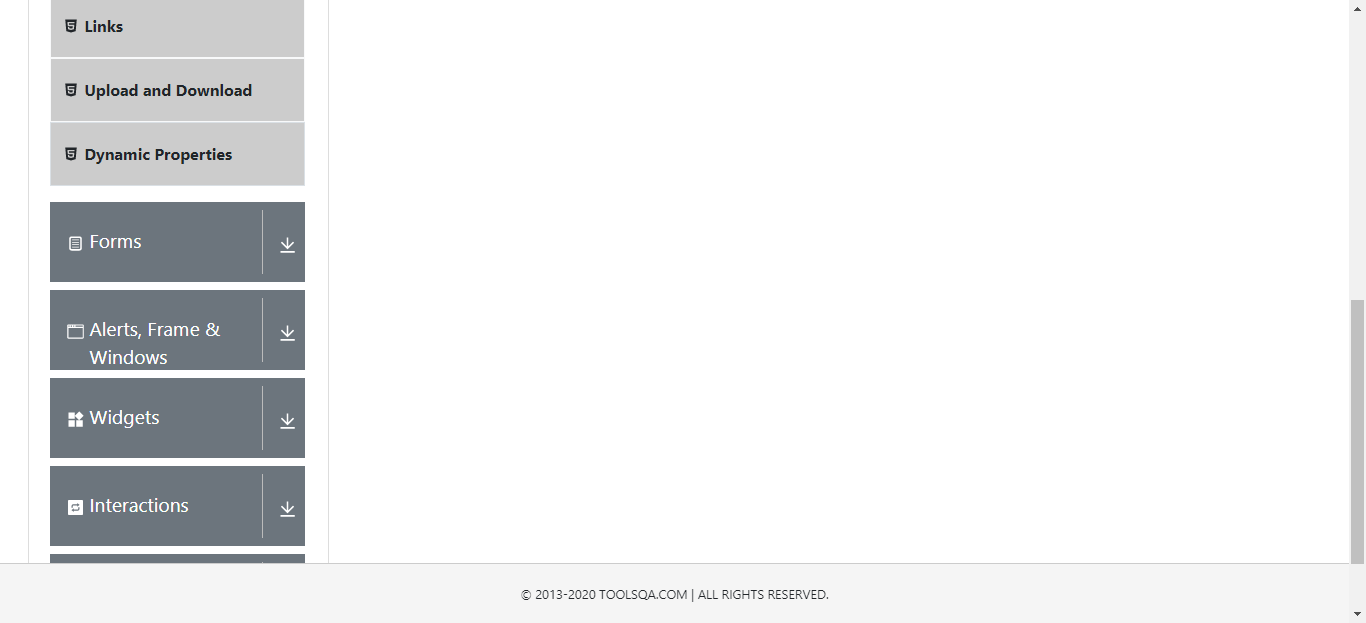 Links
Upload and Download
Dynamic Properties
Forms
Alerts, Frame &
Windows
Widgets
Interactions
© 2013-2020 TOOLSQA.COM | ALL RIGHTS RESERVED.